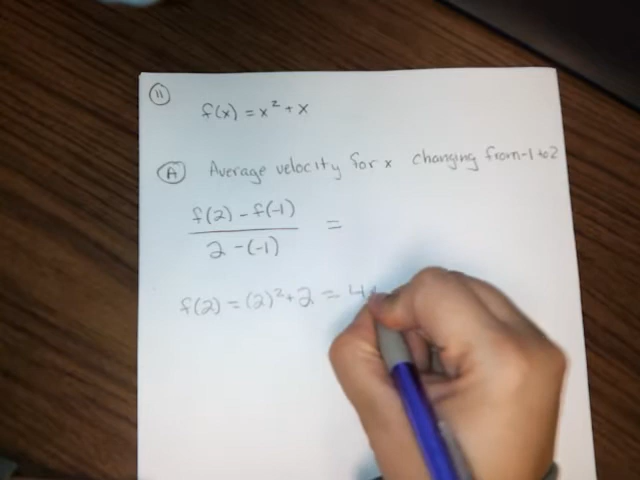 11
f(x) = x² + x
A Average velocity for x changing from -1 to 2
f(2) - f(-1)
2 - (-1) =
f(2) = (2)² + 2 = 4+